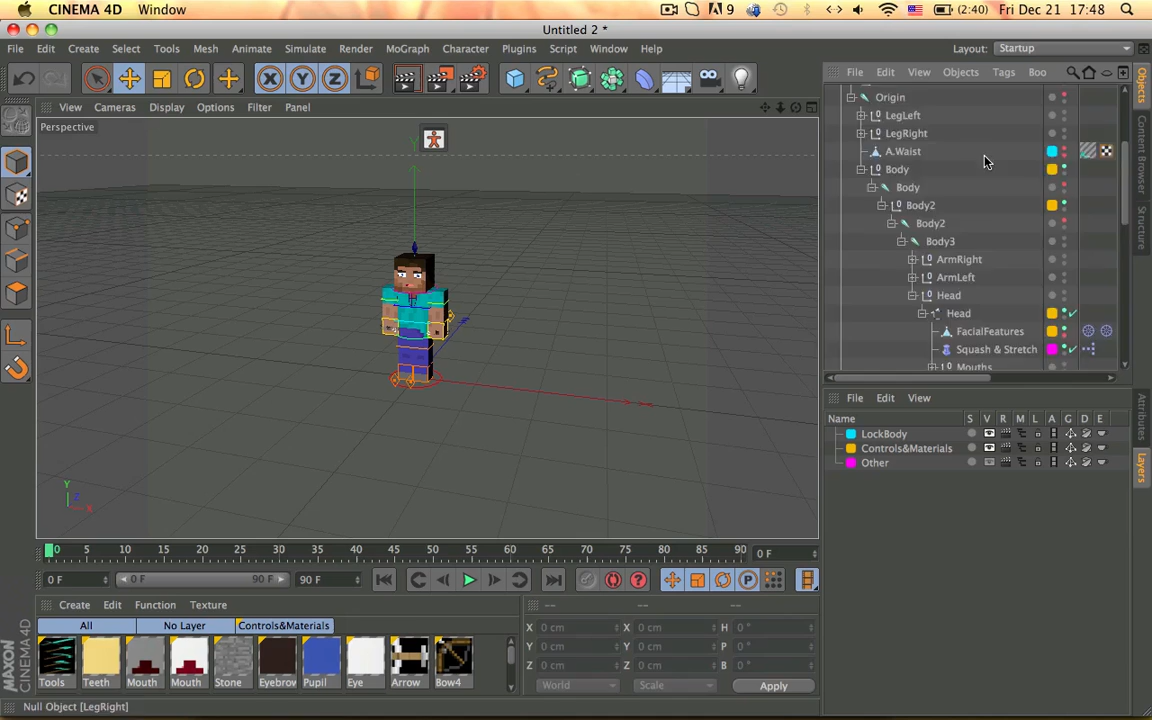 CINEMA 4D Window
9 (2:40) Fri Dec 21 17:48
Untitled 2 *
File Edit Create Select Tools Mesh Animate Simulate Render MoGraph Character Plugins Script Window Help
Layout: Startup
X Y Z
File Edit View Objects Tags Boo
View Cameras Display Options Filter Panel
Perspective
Y
Y
Z
X
Origin
LegLeft
LegRight
A.Waist
Body
Body
Body2
Body2
Body3
ArmRight
ArmLeft
Head
Head
FacialFeatures
Squash & Stretch
Mouths
Objects
Content Browser
Structure
Attributes
Layers
File Edit View
Name S V R M L A G D E
LockBody
Controls&Materials
Other
0 5 10 15 20 25 30 35 40 45 50 55 60 65 70 75 80 85 90 0 F
0 F 0 F 90 F 90 F
P
Create Edit Function Texture
All No Layer Controls&Materials
Tools Teeth Mouth Mouth Stone Eyebrow Pupil Eye Arrow Bow4
-- -- --
X 0 cm X 0 cm H 0 °
Y 0 cm Y 0 cm P 0 °
Z 0 cm Z 0 cm B 0 °
World Scale Apply
MAXON
CINEMA 4D
Null Object [LegRight]